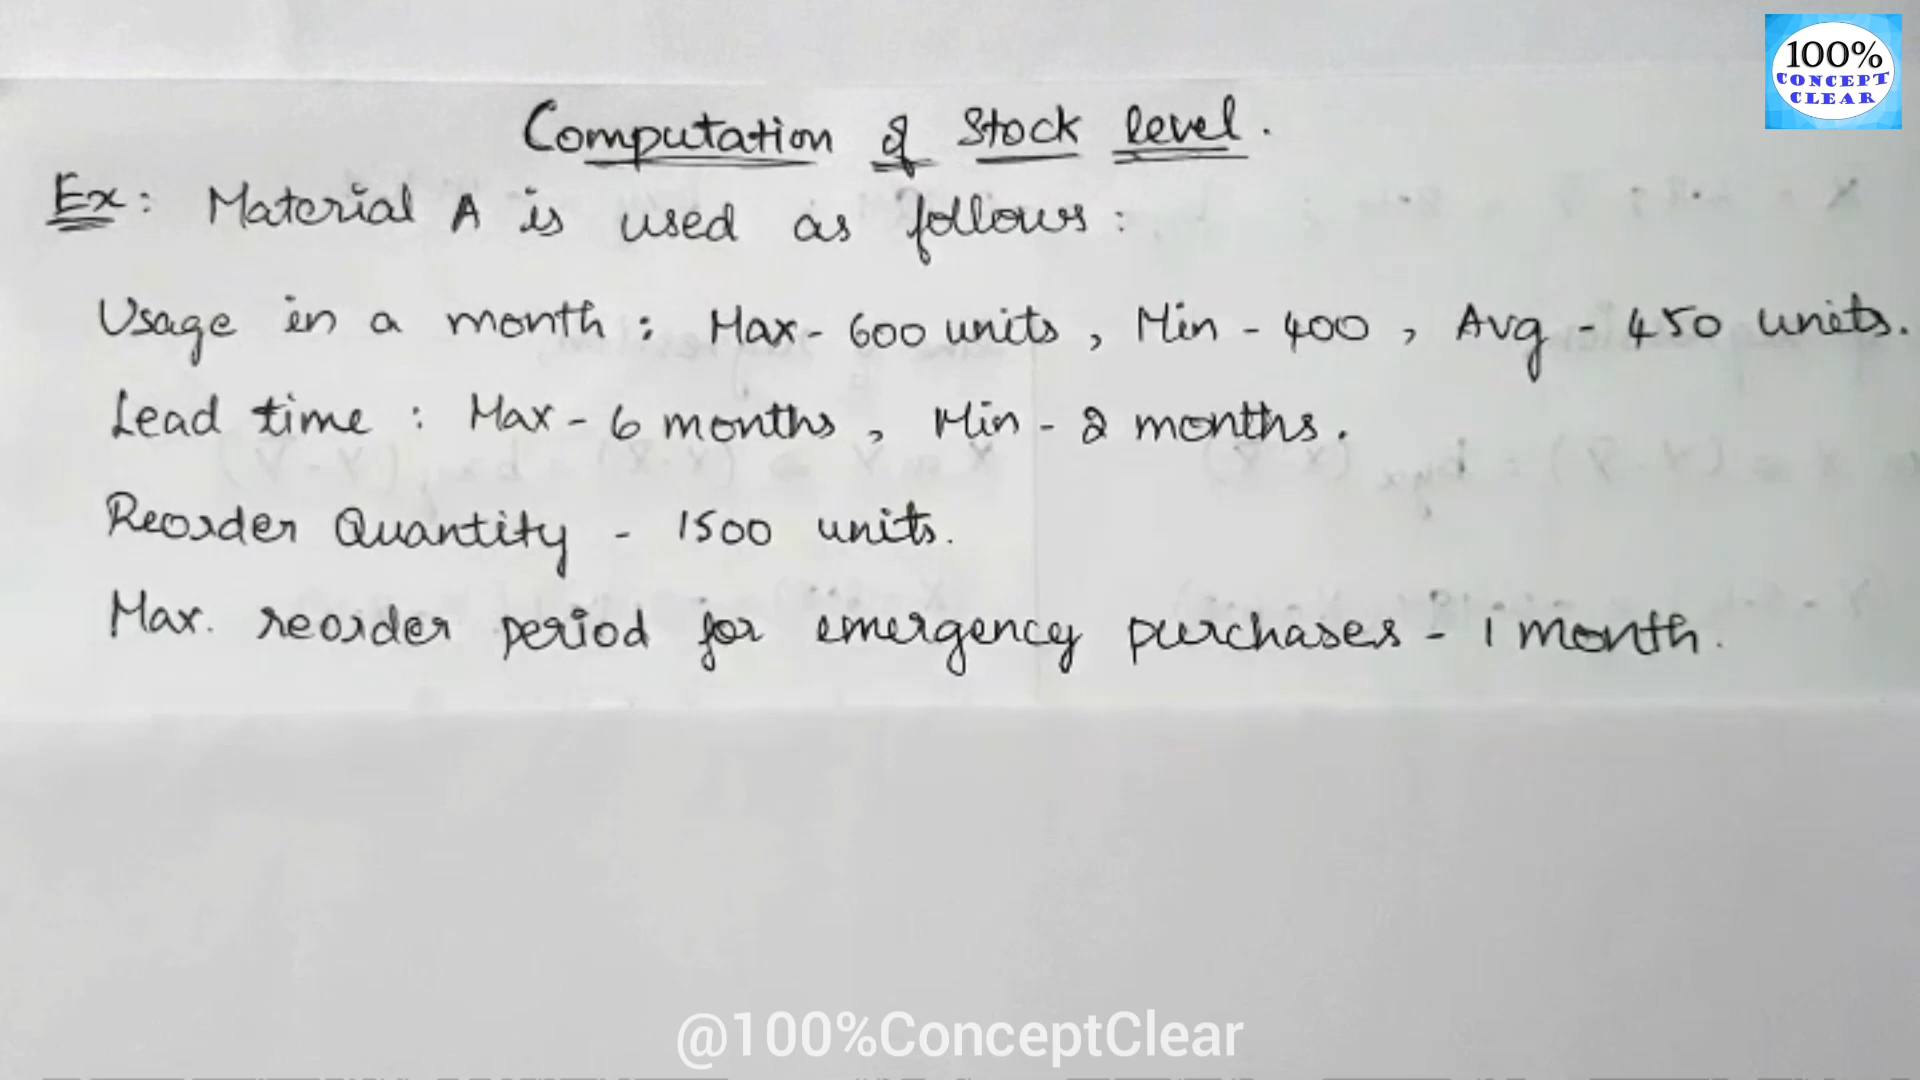 100%
CONCEPT
CLEAR
Computation of Stock level.
Ex: Material A is used as follows:
Usage in a month: Max - 600 units, Min - 400, Avg - 450 units.
Lead time: Max - 6 months, Min - 2 months.
Reorder Quantity - 1500 units.
Max. reorder period for emergency purchases - 1 month.
@100%ConceptClear